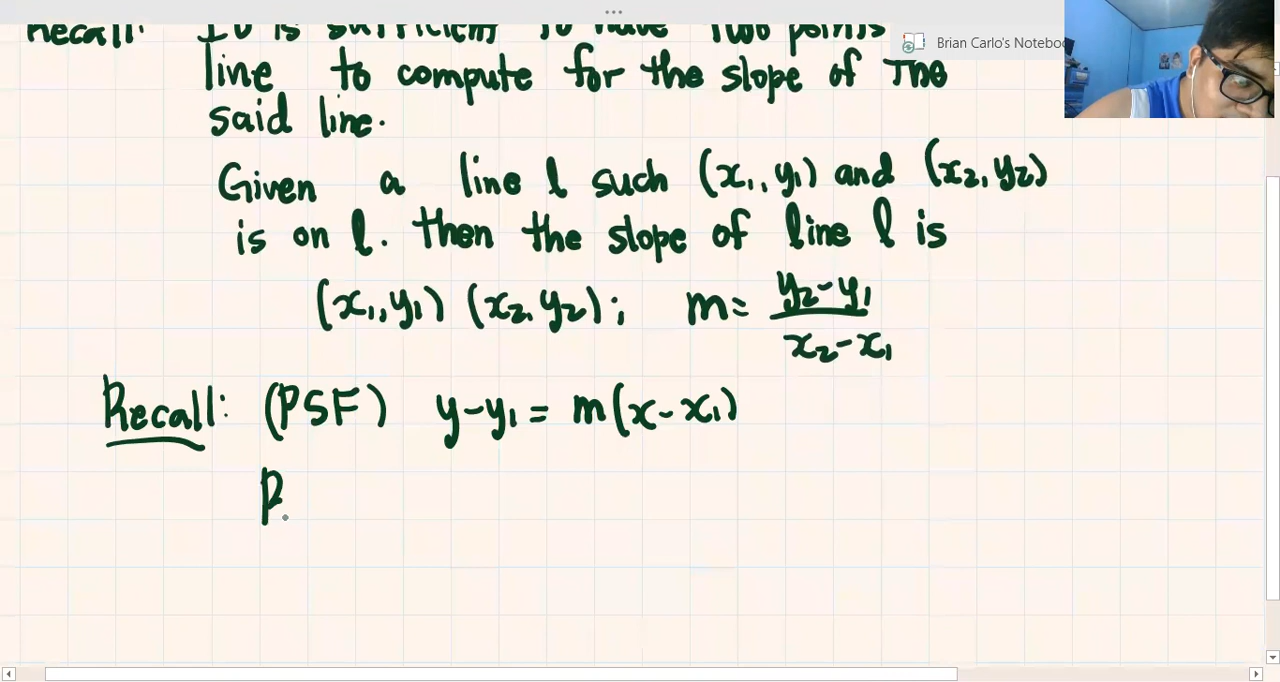 Recall: It is sufficient to have two points
Brian Carlo's Noteboo
line to compute for the slope of the
said line.
Given a line l such (x₁, y₁) and (x₂, y₂)
is on l. then the slope of line l is
(x₁, y₁) (x₂, y₂); m = y₂-y₁ / x₂-x₁
Recall: (PSF) y-y₁ = m(x-x₁)
P